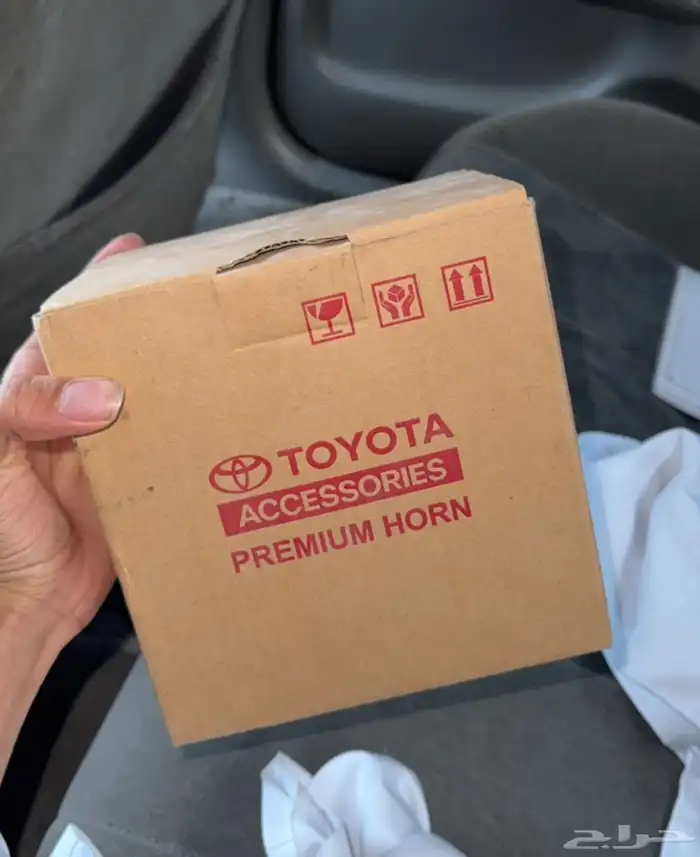 TOYOTA
ACCESSORIES
PREMIUM HORN
حراج